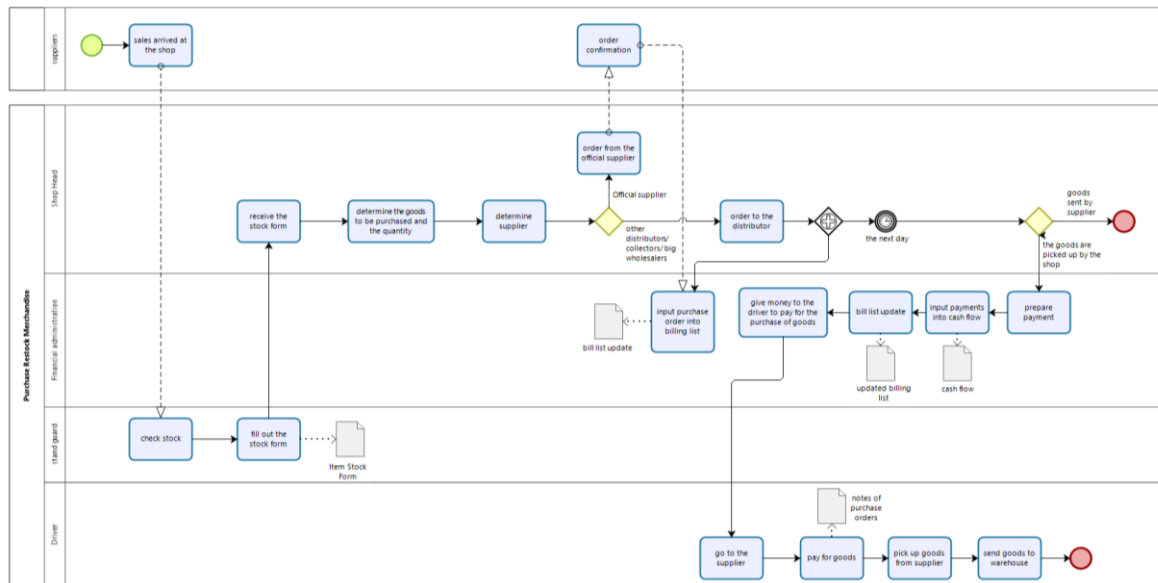 suppliers
sales arrived at
the shop
order
confirmation
Purchase Restock Merchandise
Shop Head
order from the
official supplier
Official supplier
receive the
stock form
determine the goods
to be purchased and
the quantity
determine
supplier
other
distributors/
collectors/big
wholesalers
order to the
distributor
the next day
goods
sent by
supplier
the goods are
picked up by the
shop
Financial administration
input purchase
order into
billing list
bill list update
give money to the
driver to pay for the
purchase of goods
bill list update
input payments
into cash flow
prepare
payment
updated billing
list
cash flow
stand guard
check stock
fill out the
stock form
Item Stock
Form
Driver
notes of
purchase
orders
go to the
supplier
pay for goods
pick up goods
from supplier
send goods to
warehouse